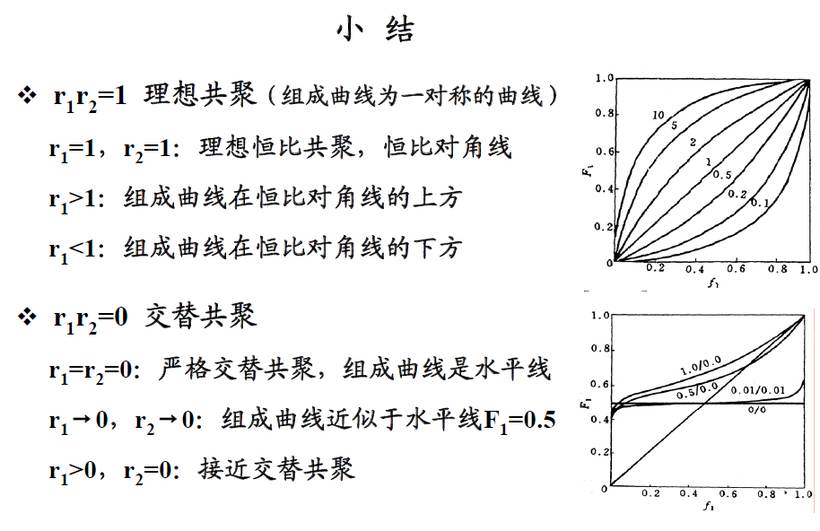 小 结
❖ r₁r₂=1 理想共聚（组成曲线为一对称的曲线）
r₁=1，r₂=1：理想恒比共聚，恒比对角线
r₁>1：组成曲线在恒比对角线的上方
r₁<1：组成曲线在恒比对角线的下方
1.0
0.8
0.6
0.4
0.2
0
F₁
10
5
2
1
0.5
0.2
0.1
0.2 0.4 0.6 0.8 1.0
f₁
❖ r₁r₂=0 交替共聚
r₁=r₂=0：严格交替共聚，组成曲线是水平线
r₁→0，r₂→0：组成曲线近似于水平线F₁=0.5
r₁>0，r₂=0：接近交替共聚
1.0
0.8
0.6
0.4
0.2
0
F₁
1.0/0.0
0.5/0.0
0.01/0.01
0/0
0.2 0.4 0.6 0.8 1.0
f₁